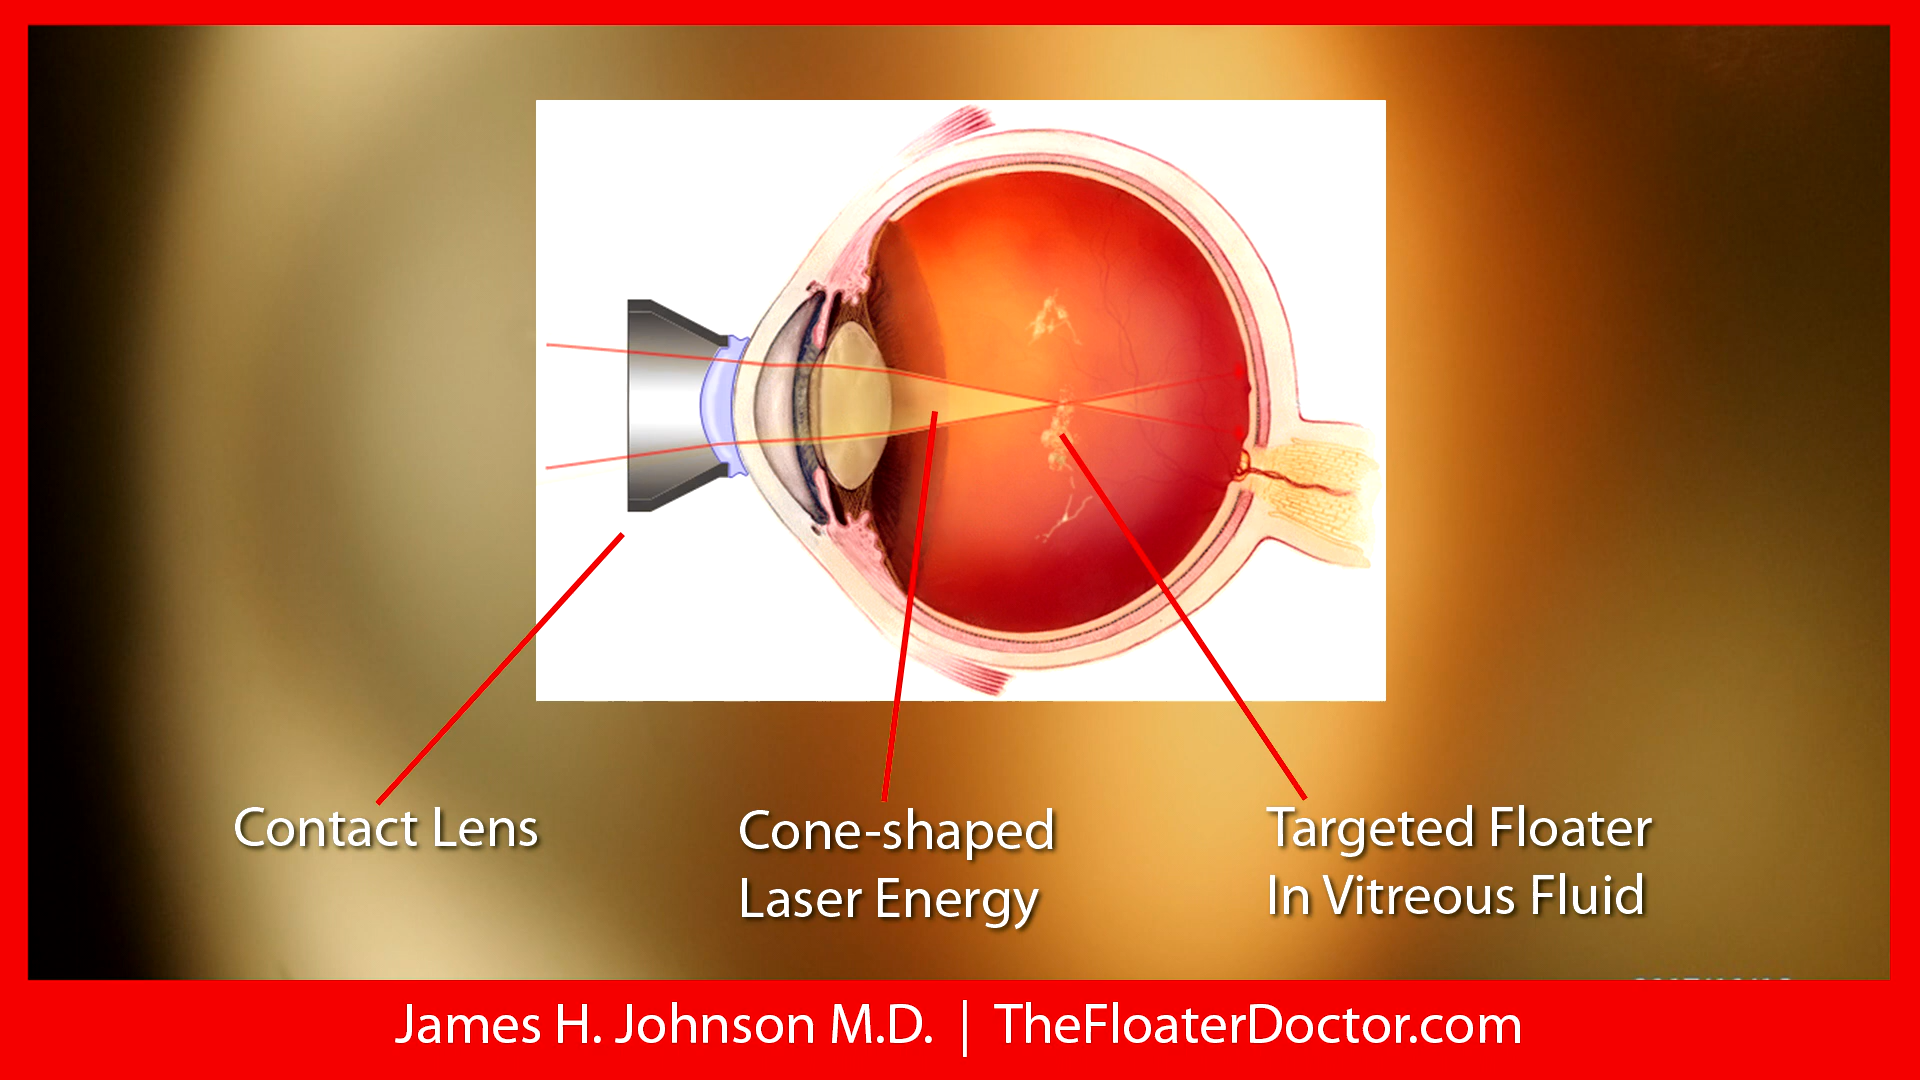 Contact Lens
Cone-shaped
Laser Energy
Targeted Floater
In Vitreous Fluid
James H. Johnson M.D. | TheFloaterDoctor.com